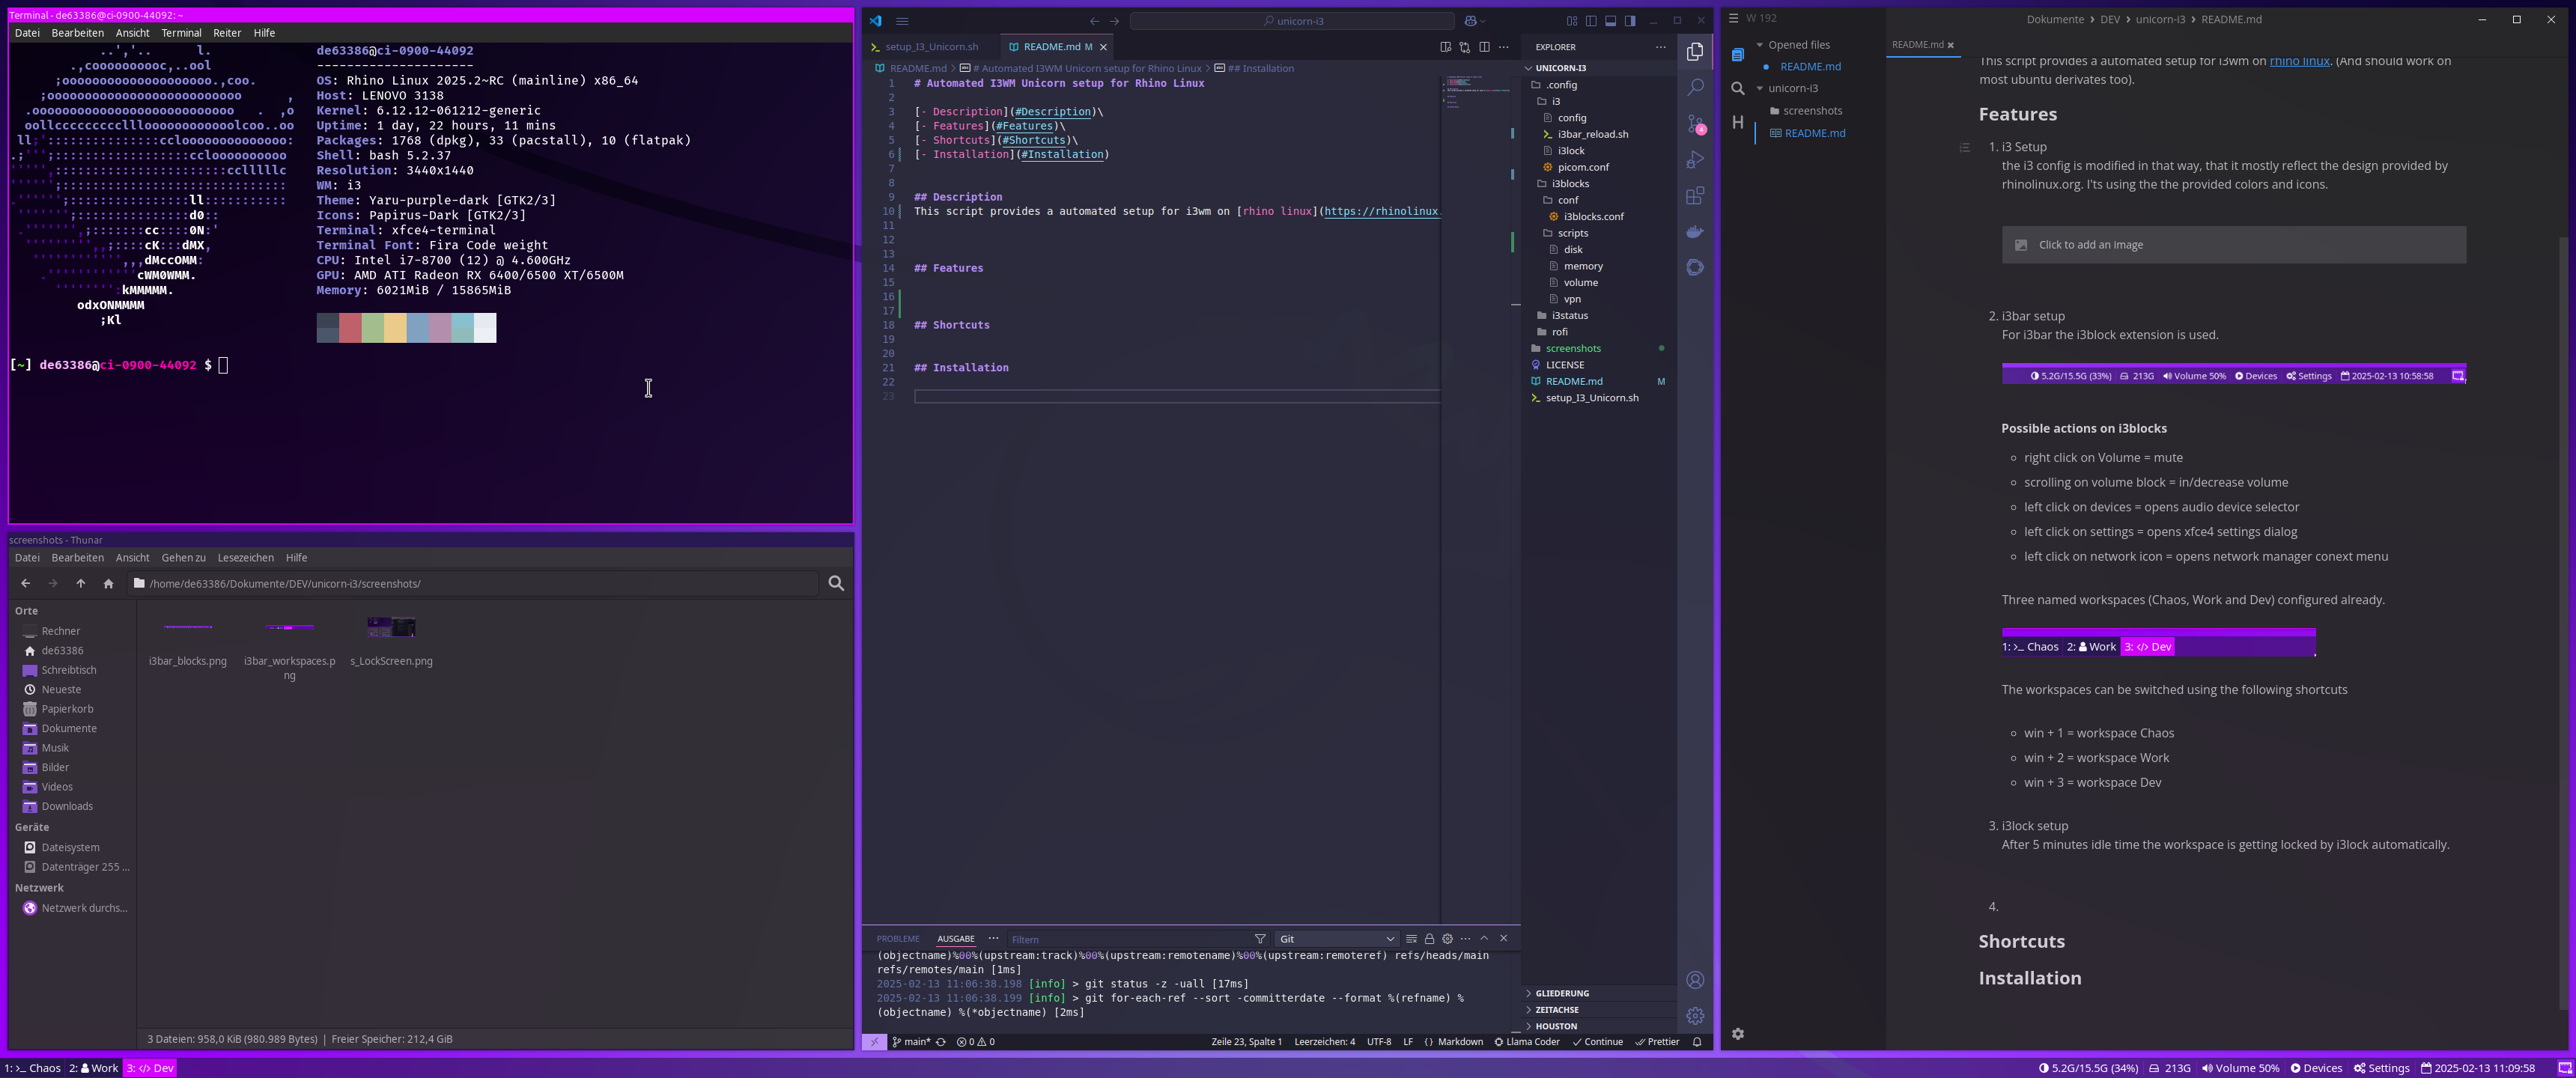 Terminal - de63386@ci-0900-44092: ~
Datei Bearbeiten Ansicht Terminal Reiter Hilfe
de63386@ci-0900-44092
---------------------
OS: Rhino Linux 2025.2~RC (mainline) x86_64
Host: LENOVO 3138
Kernel: 6.12.12-061212-generic
Uptime: 1 day, 22 hours, 11 mins
Packages: 1768 (dpkg), 33 (pacstall), 10 (flatpak)
Shell: bash 5.2.37
Resolution: 3440x1440
WM: i3
Theme: Yaru-purple-dark [GTK2/3]
Icons: Papirus-Dark [GTK2/3]
Terminal: xfce4-terminal
Terminal Font: Fira Code weight
CPU: Intel i7-8700 (12) @ 4.600GHz
GPU: AMD ATI Radeon RX 6400/6500 XT/6500M
Memory: 6021MiB / 15865MiB
[~] de63386@ci-0900-44092 $
screenshots - Thunar
Datei Bearbeiten Ansicht Gehen zu Lesezeichen Hilfe
/home/de63386/Dokumente/DEV/unicorn-i3/screenshots/
Orte
Rechner
de63386
Schreibtisch
Neueste
Papierkorb
Dokumente
Musik
Bilder
Videos
Downloads
Geräte
Dateisystem
Datenträger 255 ...
Netzwerk
Netzwerk durchs...
i3bar_blocks.png
i3bar_workspaces.p
ng
s_LockScreen.png
3 Dateien: 958,0 KiB (980.989 Bytes) | Freier Speicher: 212,4 GiB
unicorn-i3
setup_I3_Unicorn.sh
README.md M
README.md > # Automated I3WM Unicorn setup for Rhino Linux > ## Installation
1 # Automated I3WM Unicorn setup for Rhino Linux
2
3 [- Description](#Description)\
4 [- Features](#Features)\
5 [- Shortcuts](#Shortcuts)\
6 [- Installation](#Installation)
7
8
9 ## Description
10 This script provides a automated setup for i3wm on [rhino linux](https://rhinolinux.
11
12
13
14 ## Features
15
16
17
18 ## Shortcuts
19
20
21 ## Installation
22
23
EXPLORER
UNICORN-I3
.config
i3
config
i3bar_reload.sh
i3lock
picom.conf
i3blocks
conf
i3blocks.conf
scripts
disk
memory
volume
vpn
i3status
rofi
screenshots
LICENSE
README.md M
setup_I3_Unicorn.sh
GLIEDERUNG
ZEITACHSE
HOUSTON
4
PROBLEME AUSGABE ... Filtern Git
(objectname)%00%(upstream:track)%00%(upstream:remotename)%00%(upstream:remoteref) refs/heads/main
refs/remotes/main [1ms]
2025-02-13 11:06:38.198 [info] > git status -z -uall [17ms]
2025-02-13 11:06:38.199 [info] > git for-each-ref --sort -committerdate --format %(refname) %
(objectname) %(*objectname) [2ms]
main* 0 0 Zeile 23, Spalte 1 Leerzeichen: 4 UTF-8 LF {} Markdown Llama Coder Continue Prettier
W 192
Dokumente > DEV > unicorn-i3 > README.md
Opened files
README.md
unicorn-i3
screenshots
README.md
README.md
This script provides a automated setup for i3wm on rhino linux. (And should work on
most ubuntu derivates too).
Features
1. i3 Setup
the i3 config is modified in that way, that it mostly reflect the design provided by
rhinolinux.org. I'ts using the the provided colors and icons.
Click to add an image
2. i3bar setup
For i3bar the i3block extension is used.
5.2G/15.5G (33%) 213G Volume 50% Devices Settings 2025-02-13 10:58:58
Possible actions on i3blocks
right click on Volume = mute
scrolling on volume block = in/decrease volume
left click on devices = opens audio device selector
left click on settings = opens xfce4 settings dialog
left click on network icon = opens network manager conext menu
Three named workspaces (Chaos, Work and Dev) configured already.
1: >_ Chaos 2: Work 3: </> Dev
The workspaces can be switched using the following shortcuts
win + 1 = workspace Chaos
win + 2 = workspace Work
win + 3 = workspace Dev
3. i3lock setup
After 5 minutes idle time the workspace is getting locked by i3lock automatically.
4.
Shortcuts
Installation
1: >_ Chaos 2: Work 3: </> Dev
5.2G/15.5G (34%) 213G Volume 50% Devices Settings 2025-02-13 11:09:58